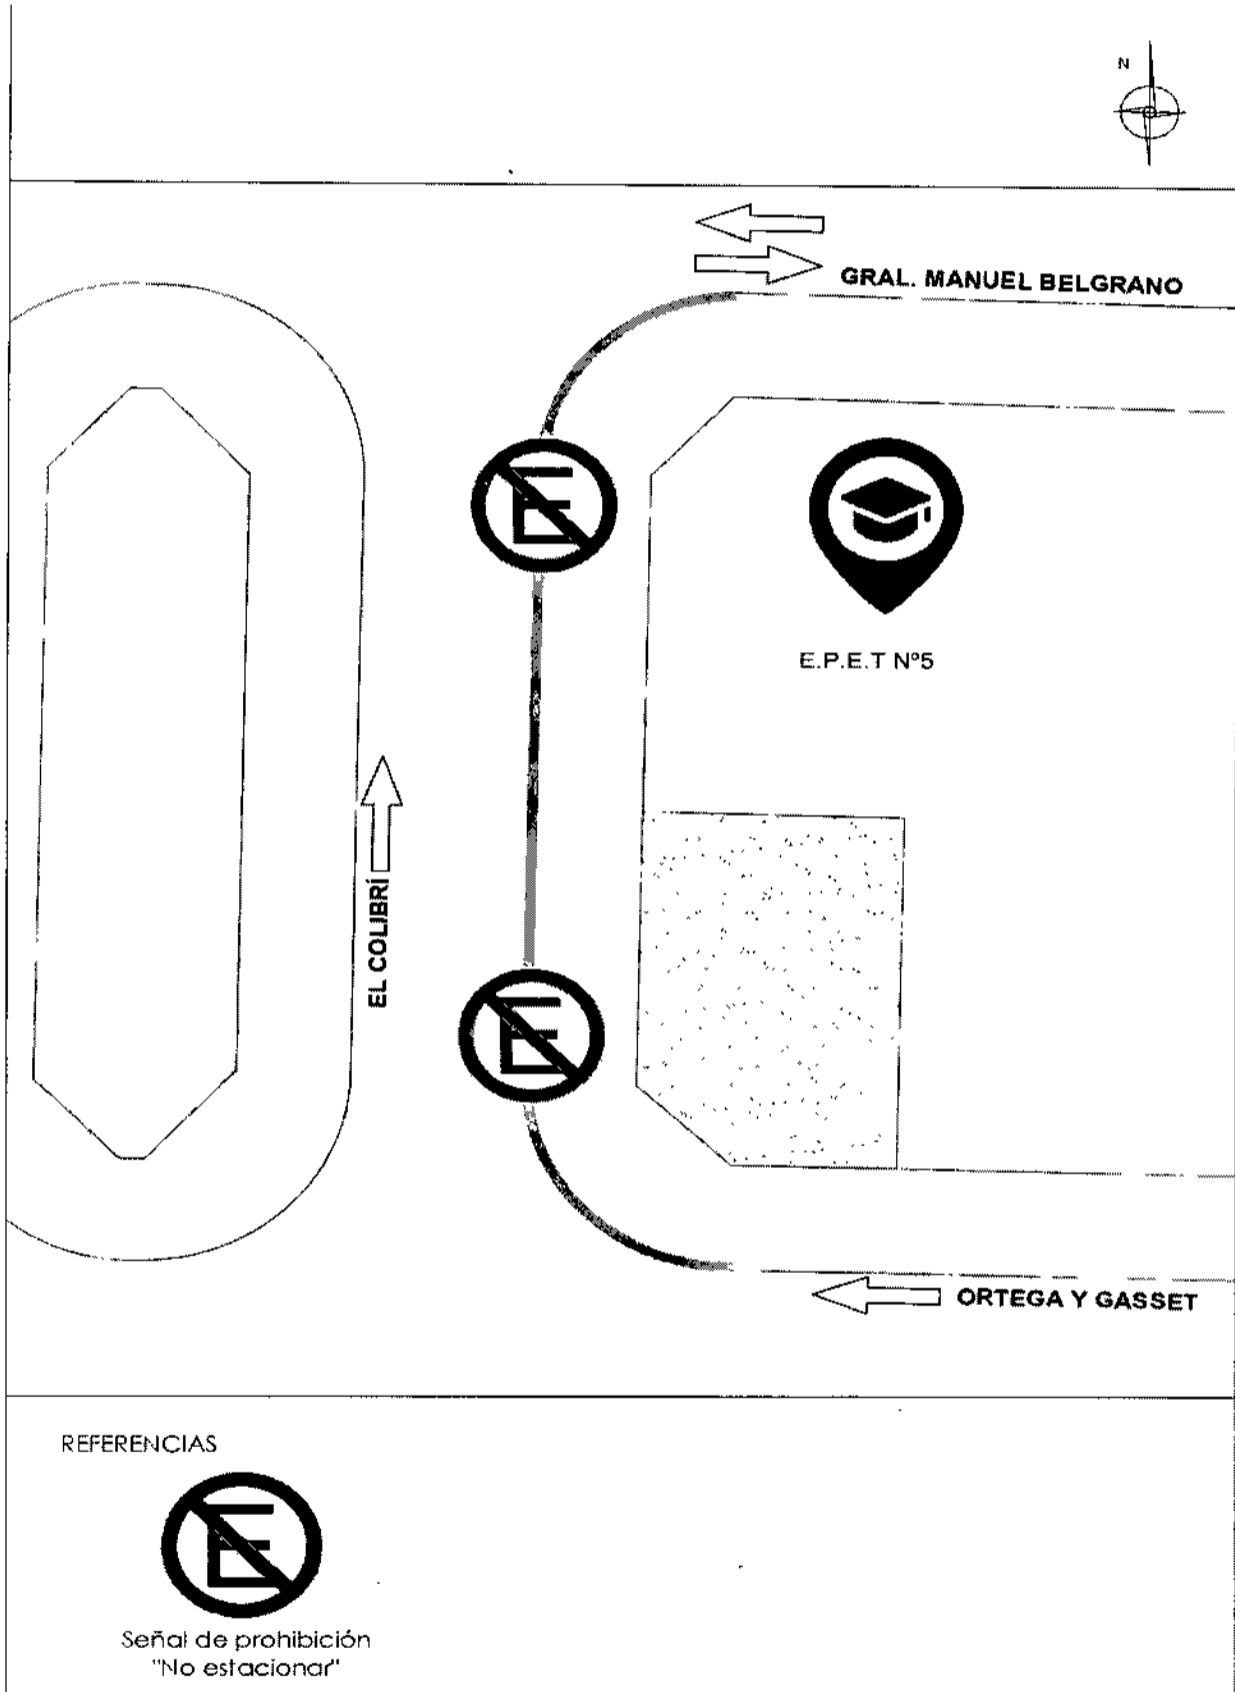 N
GRAL. MANUEL BELGRANO
E
E.P.E.T Nº5
EL COLIBRÍ
E
ORTEGA Y GASSET
REFERENCIAS
E
Señal de prohibición
"No estacionar"